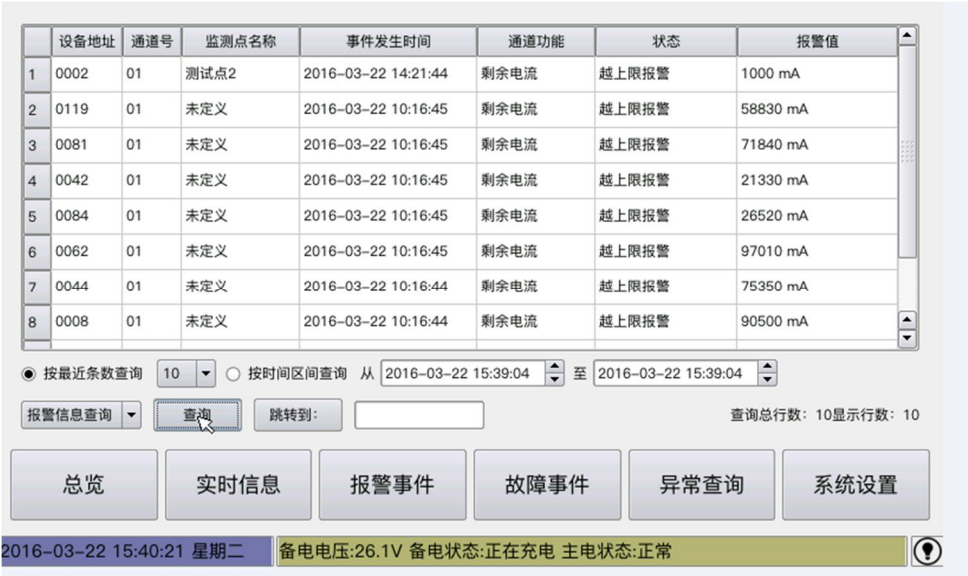 设备地址 通道号 监测点名称 事件发生时间 通道功能 状态 报警值
1 0002 01 测试点2 2016-03-22 14:21:44 剩余电流 越上限报警 1000 mA
2 0119 01 未定义 2016-03-22 10:16:45 剩余电流 越上限报警 58830 mA
3 0081 01 未定义 2016-03-22 10:16:45 剩余电流 越上限报警 71840 mA
4 0042 01 未定义 2016-03-22 10:16:45 剩余电流 越上限报警 21330 mA
5 0084 01 未定义 2016-03-22 10:16:45 剩余电流 越上限报警 26520 mA
6 0062 01 未定义 2016-03-22 10:16:45 剩余电流 越上限报警 97010 mA
7 0044 01 未定义 2016-03-22 10:16:44 剩余电流 越上限报警 75350 mA
8 0008 01 未定义 2016-03-22 10:16:44 剩余电流 越上限报警 90500 mA
按最近条数查询 10 按时间区间查询 从 2016-03-22 15:39:04 至 2016-03-22 15:39:04
报警信息查询 查询 跳转到: 查询总行数: 10显示行数: 10
总览 实时信息 报警事件 故障事件 异常查询 系统设置
2016-03-22 15:40:21 星期二 备电电压:26.1V 备电状态:正在充电 主电状态:正常